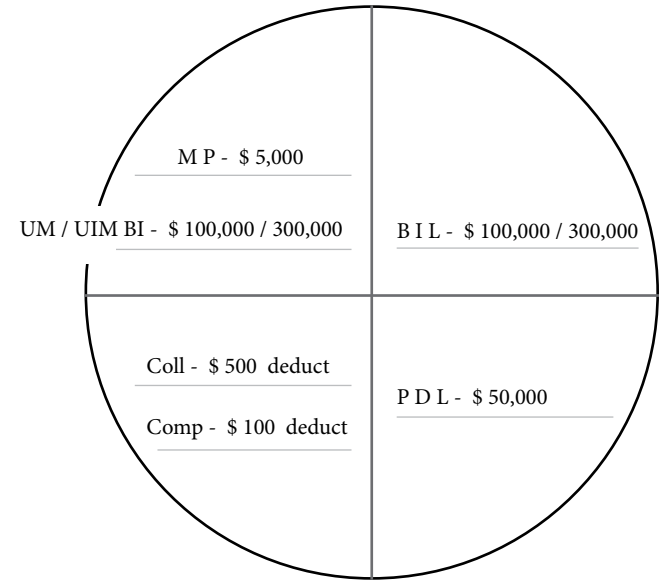 M P - $ 5,000
UM / UIM BI - $ 100,000 / 300,000
B I L - $ 100,000 / 300,000
Coll - $ 500 deduct
P D L - $ 50,000
Comp - $ 100 deduct